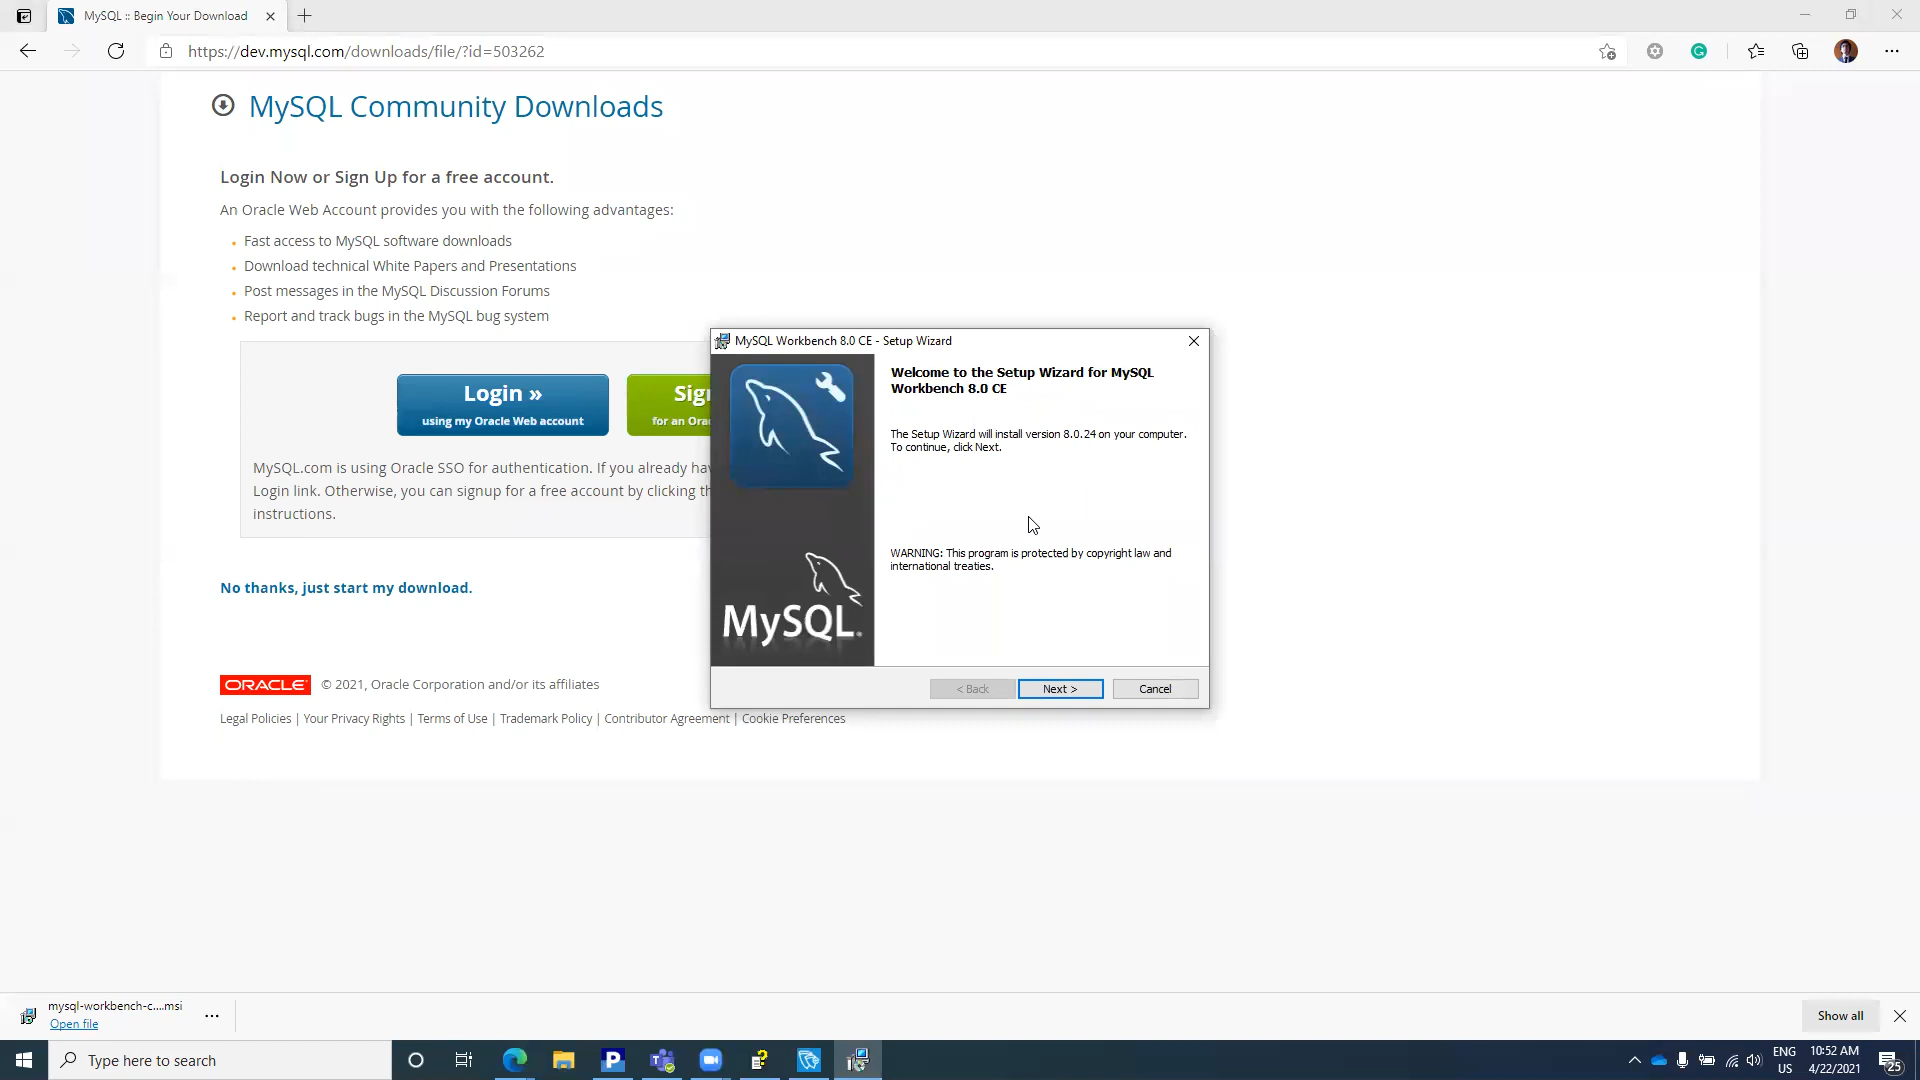 MySQL :: Begin Your Download
https://dev.mysql.com/downloads/file/?id=503262
MySQL Community Downloads
Login Now or Sign Up for a free account.
An Oracle Web Account provides you with the following advantages:
Fast access to MySQL software downloads
Download technical White Papers and Presentations
Post messages in the MySQL Discussion Forums
Report and track bugs in the MySQL bug system
Login »
using my Oracle Web account
Sig
for an Ora
MySQL.com is using Oracle SSO for authentication. If you already hav
Login link. Otherwise, you can signup for a free account by clicking th
instructions.
No thanks, just start my download.
ORACLE
© 2021, Oracle Corporation and/or its affiliates
Legal Policies | Your Privacy Rights | Terms of Use | Trademark Policy | Contributor Agreement | Cookie Preferences
MySQL Workbench 8.0 CE - Setup Wizard
Welcome to the Setup Wizard for MySQL
Workbench 8.0 CE
The Setup Wizard will install version 8.0.24 on your computer.
To continue, click Next.
WARNING: This program is protected by copyright law and
international treaties.
MySQL
< Back
Next >
Cancel
mysql-workbench-c....msi
Open file
Show all
Type here to search
ENG
US
10:52 AM
4/22/2021
25